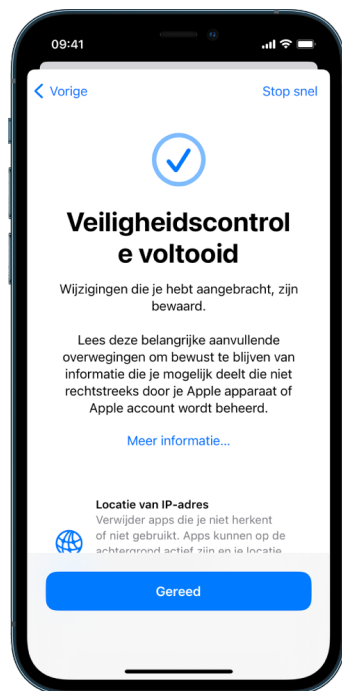 09:41
Vorige
Stop snel
Veiligheidscontrol
e voltooid
Wijzigingen die je hebt aangebracht, zijn
bewaard.
Lees deze belangrijke aanvullende
overwegingen om bewust te blijven van
informatie die je mogelijk deelt die niet
rechtstreeks door je Apple apparaat of
Apple account wordt beheerd.
Meer informatie...
Locatie van IP-adres
Verwijder apps die je niet herkent
of niet gebruikt. Apps kunnen op de
achtergrond actief zijn en je locatie
Gereed